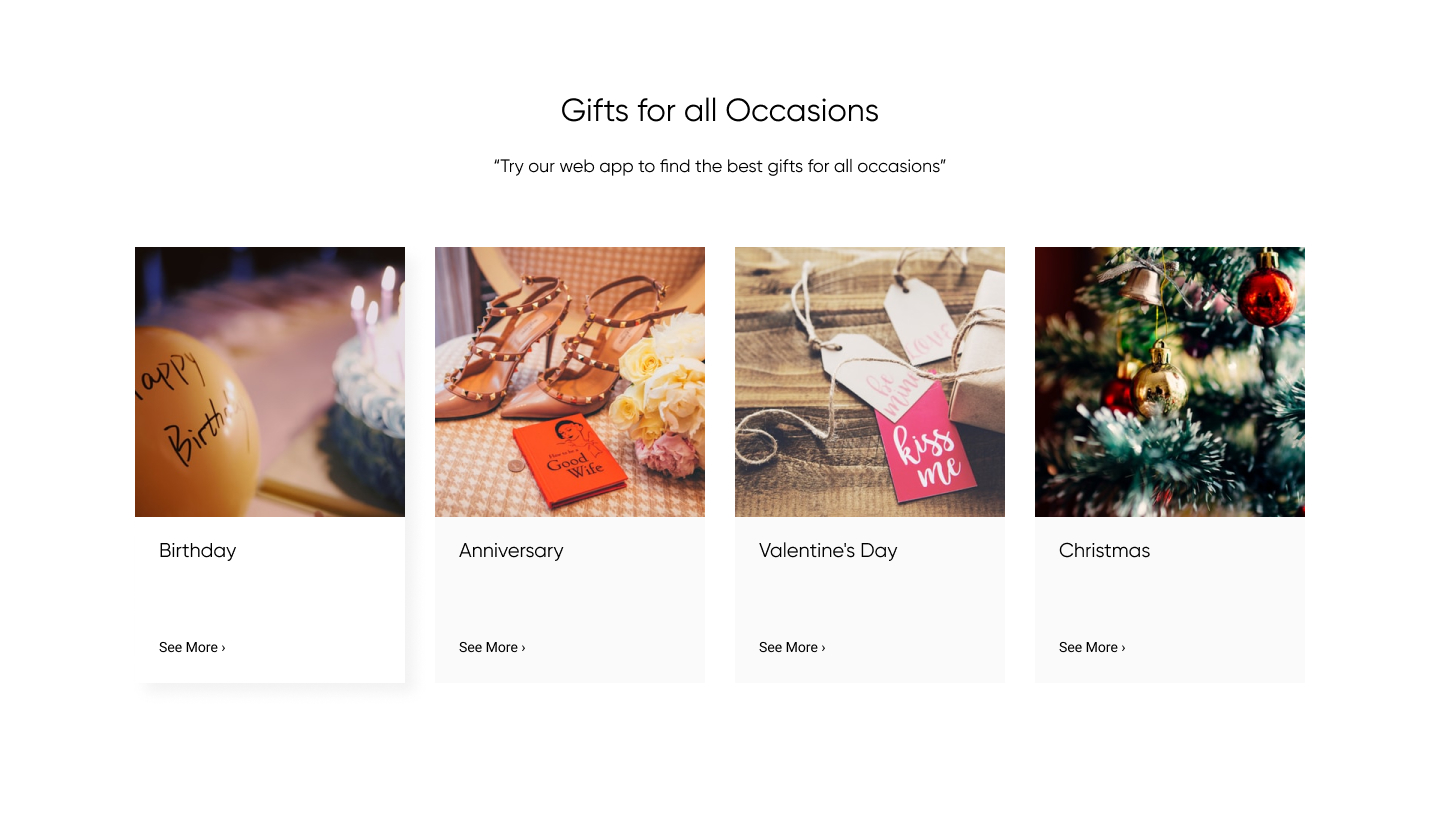 Gifts for all Occasions
“Try our web app to find the best gifts for all occasions”
appy
Birthd
How to be a
Good
Wife
LOVE
be
mine
kiss
me
Birthday
Anniversary
Valentine's Day
Christmas
See More ›
See More ›
See More ›
See More ›